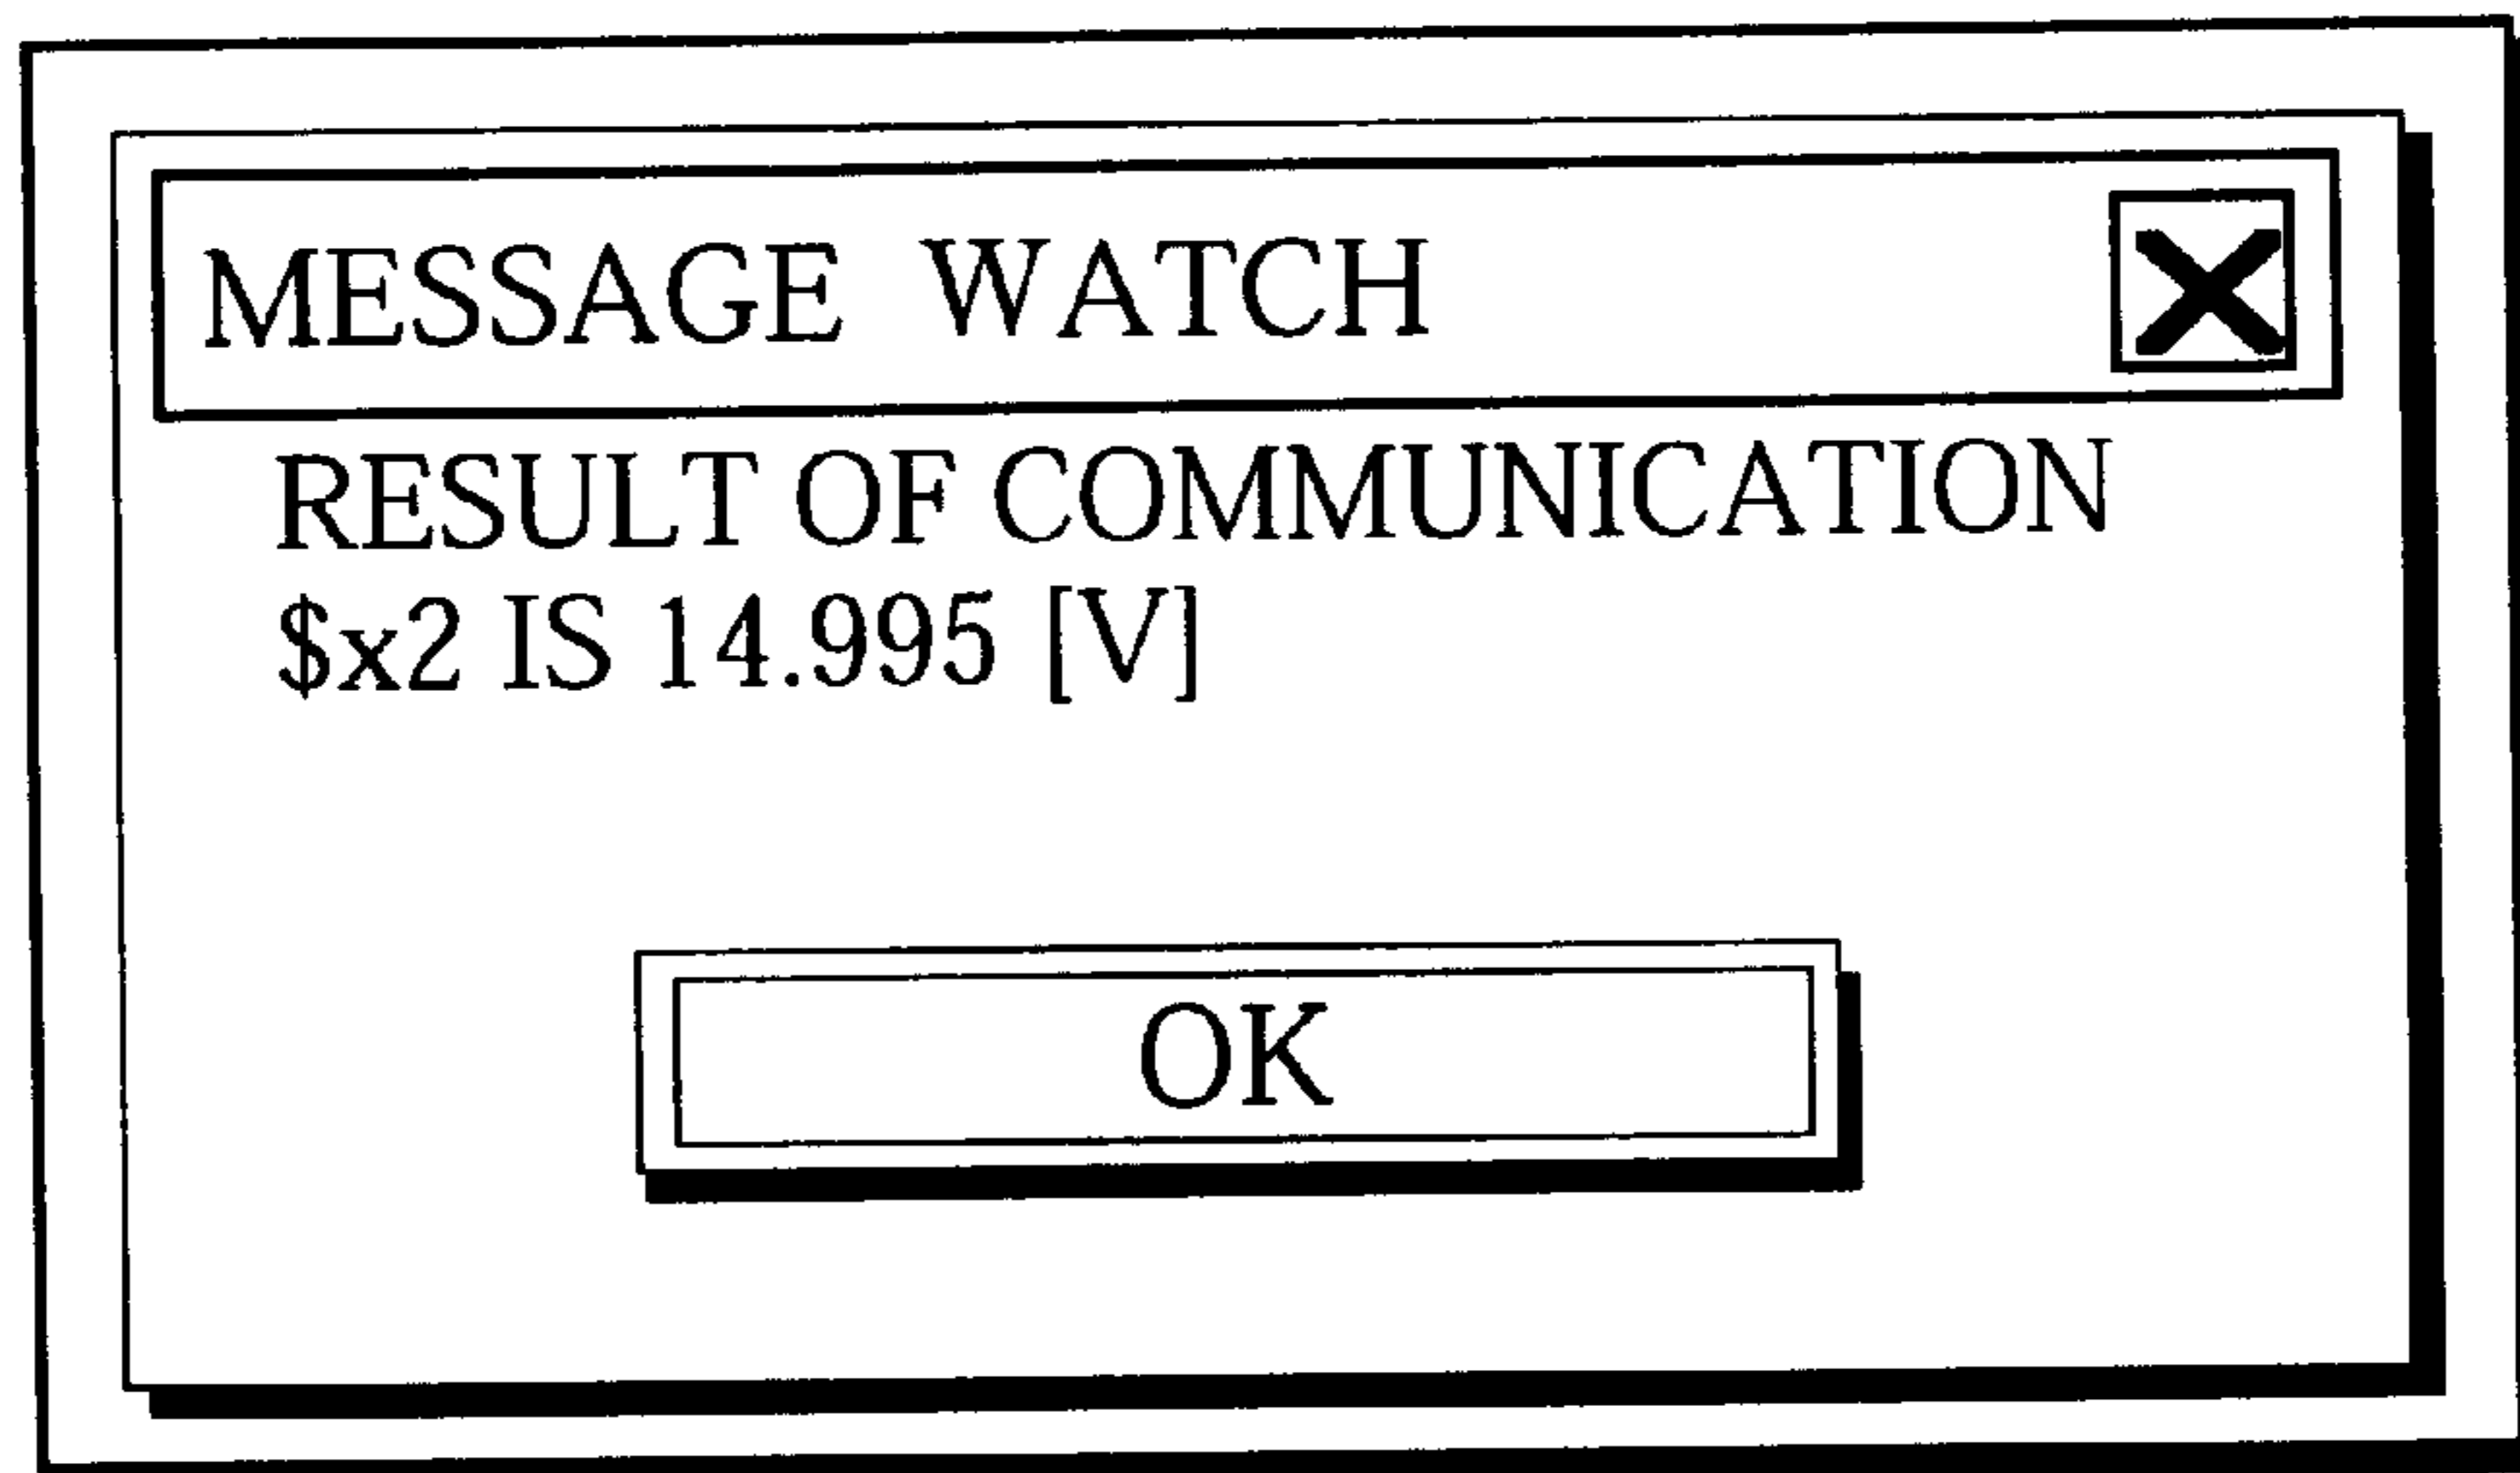 MESSAGE WATCH
RESULT OF COMMUNICATION
$x2 IS 14.995 [V]
OK